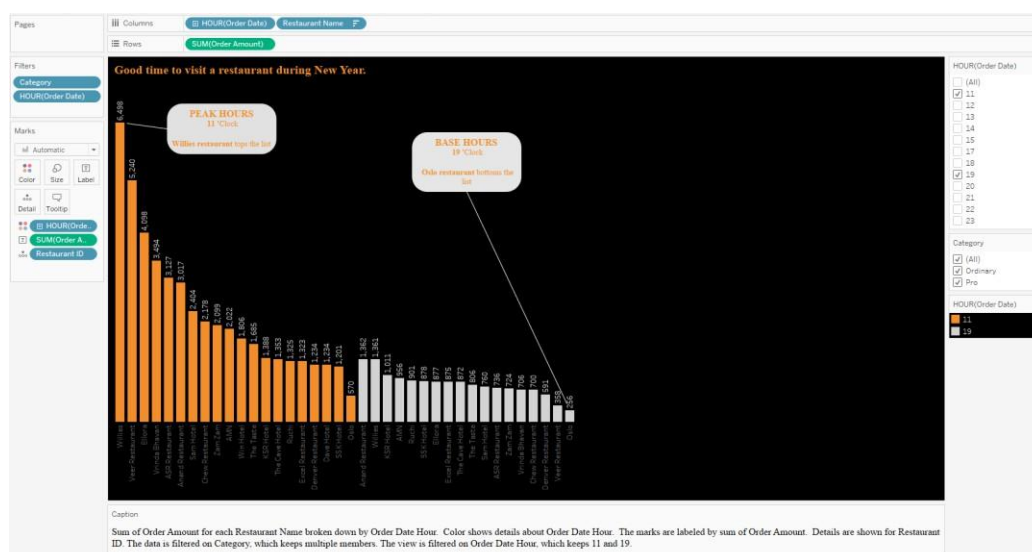 Pages
Columns
HOUR(Order Date)
Restaurant Name
Rows
SUM(Order Amount)
Filters
Category
HOUR(Order Date)
Marks
Automatic
Color
Size
Label
Detail
Tooltip
HOUR(Orde..
SUM(Order A..
Restaurant ID
Good time to visit a restaurant during New Year.
PEAK HOURS
11 'Clock
Willies restaurant tops the list
BASE HOURS
19 'Clock
Oslo restaurant bottoms the
list
6,498
5,240
4,098
3,494
3,127
3,017
2,404
2,178
2,099
2,022
1,806
1,685
1,388
1,353
1,325
1,323
1,234
1,234
1,201
570
1,362
1,361
1,011
956
901
878
877
875
872
806
760
736
724
706
700
591
358
256
Willies
Veer Restaurant
Ellora
Vrinda Bhavan
ASR Restaurant
Anand Restaurant
Sam Hotel
Chew Restaurant
Zam Zam
AMN
Win Hotel
The Taste
KSR Hotel
The Cave Hotel
Ruchi
Excel Restaurant
Denver Restaurant
Dave Hotel
SS Hotel
Oslo
Anand Restaurant
Willies
KSR Hotel
AMN
Ruchi
SS Hotel
Ellora
The Cave Hotel
Excel Restaurant
The Taste
Sam Hotel
ASR Restaurant
Zam Zam
Vrinda Bhavan
Chew Restaurant
Denver Restaurant
Veer Restaurant
Oslo
HOUR(Order Date)
(All)
11
12
13
14
15
17
18
19
20
21
22
23
Category
(All)
Ordinary
Pro
HOUR(Order Date)
11
19
Caption
Sum of Order Amount for each Restaurant Name broken down by Order Date Hour. Color shows details about Order Date Hour. The marks are labeled by sum of Order Amount. Details are shown for Restaurant
ID. The data is filtered on Category, which keeps multiple members. The view is filtered on Order Date Hour, which keeps 11 and 19.